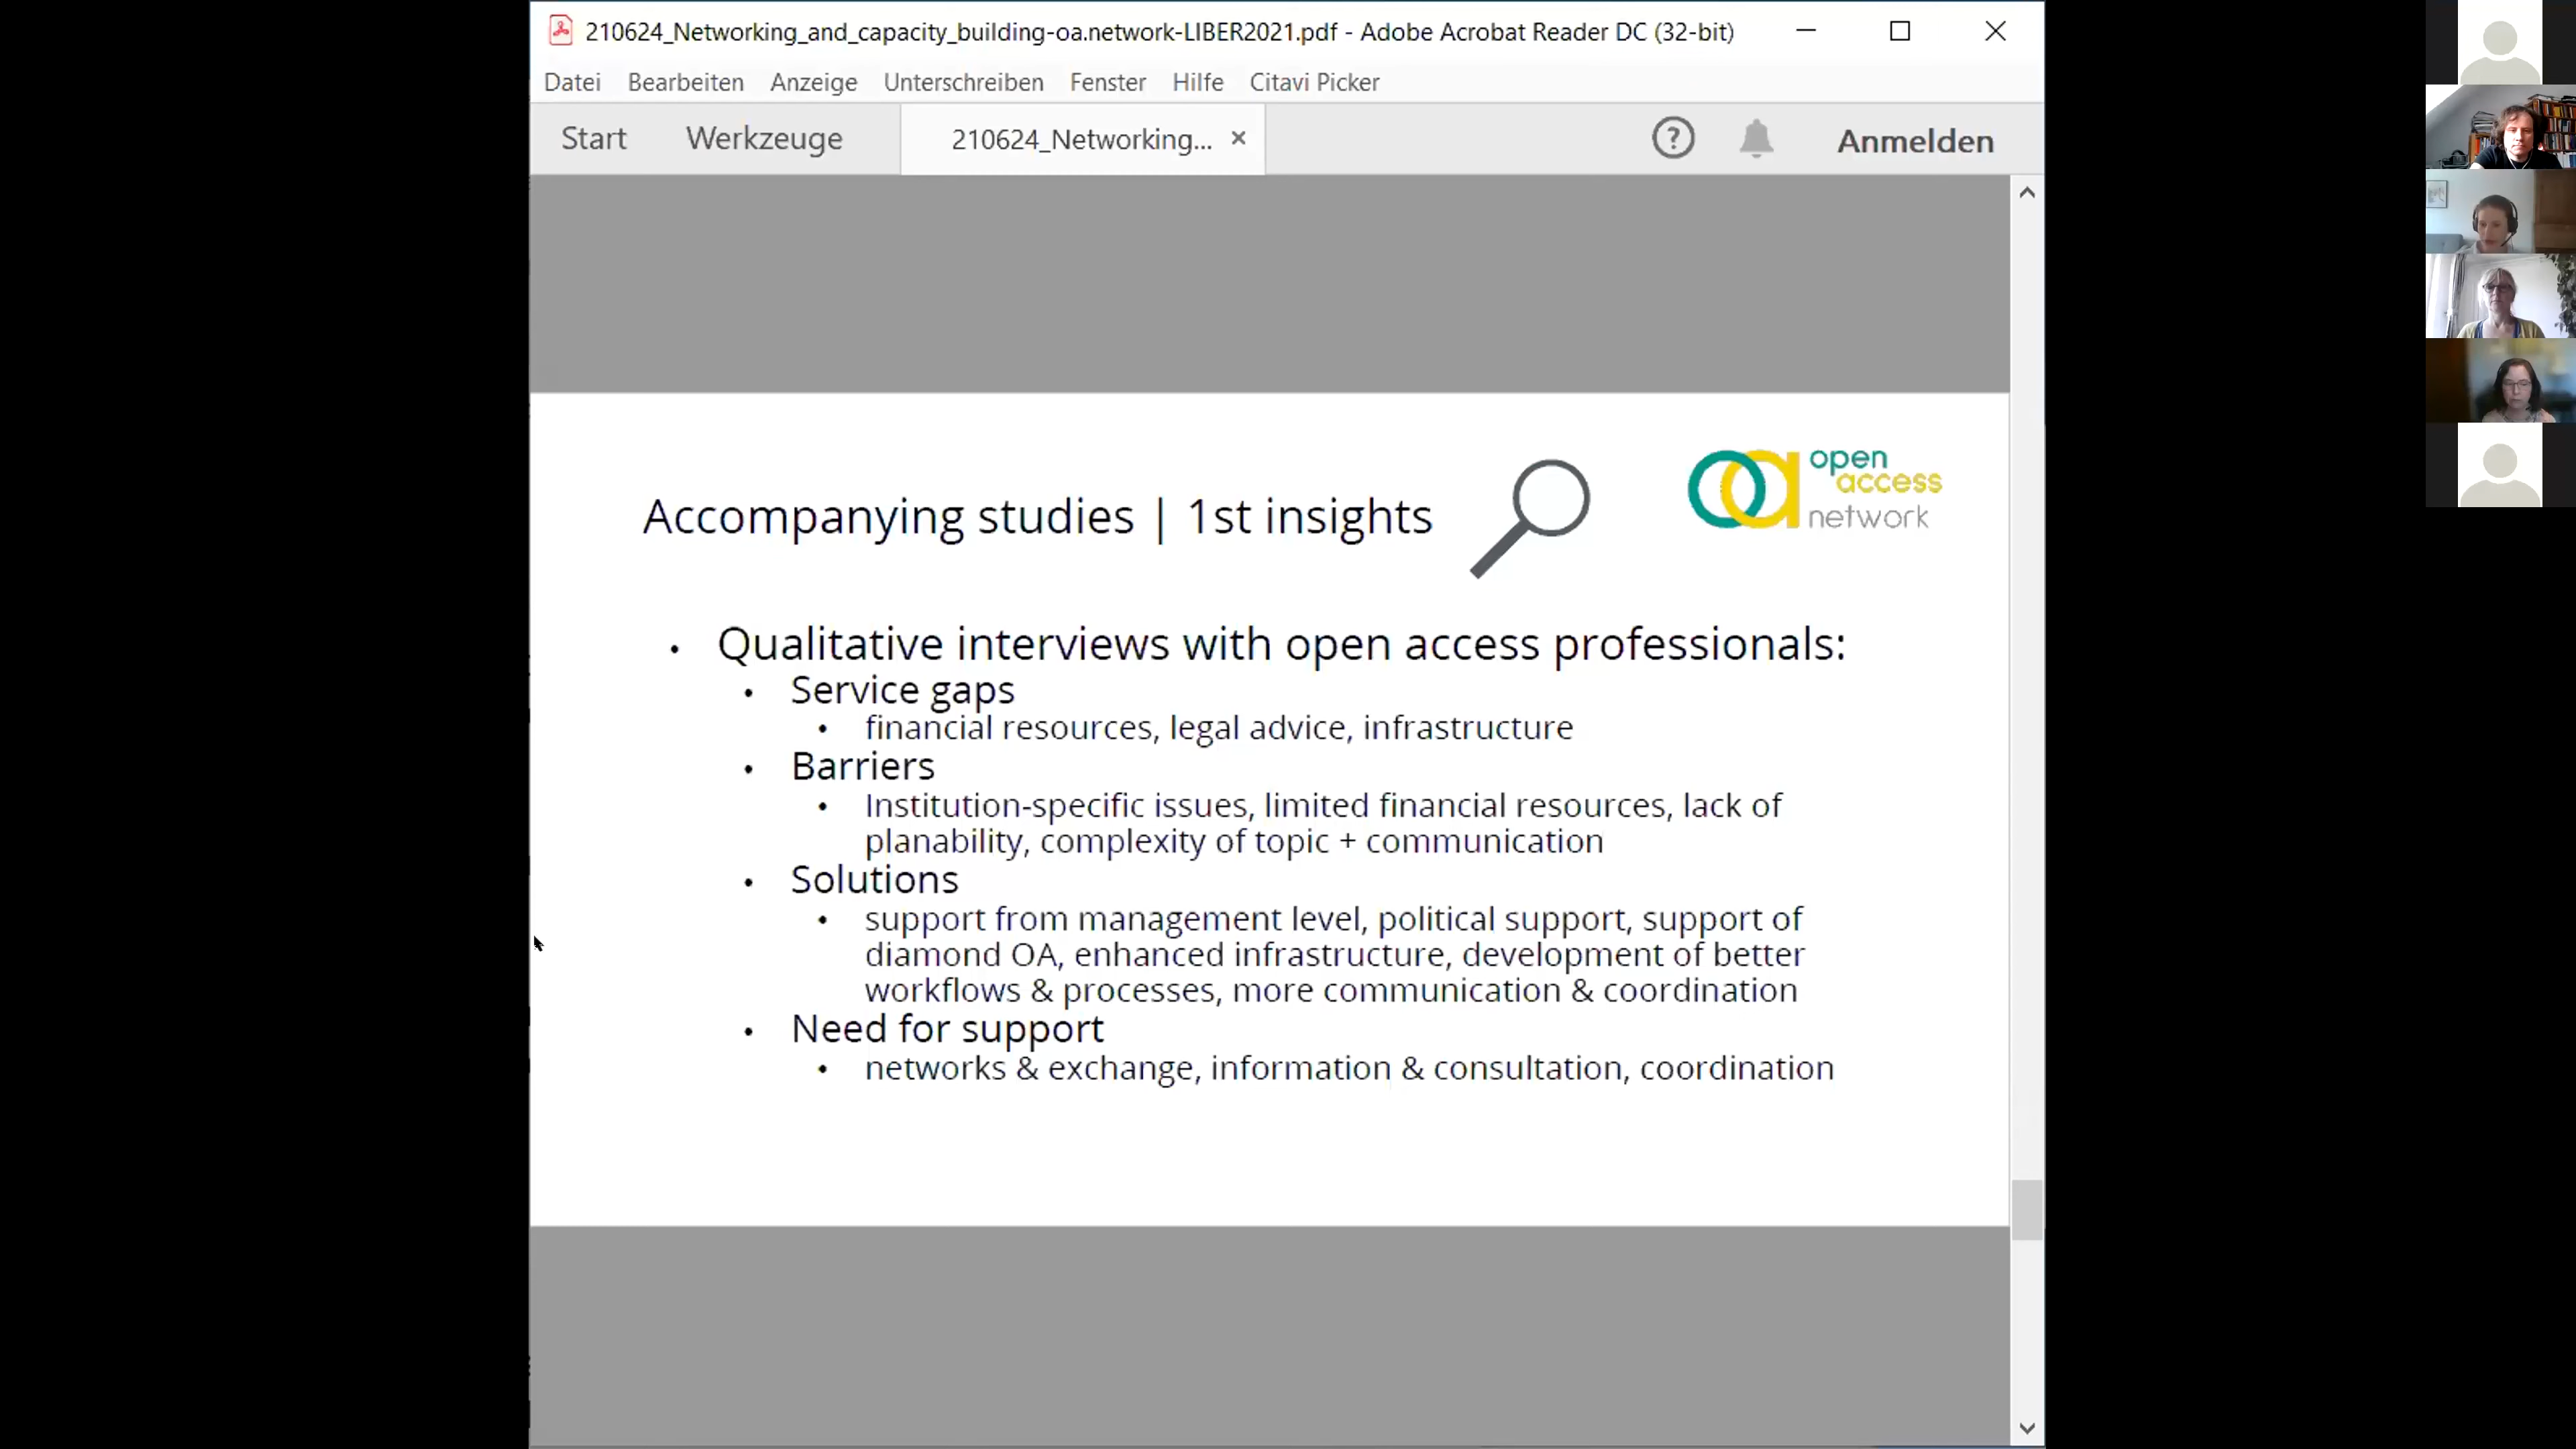 210624_Networking_and_capacity_building-oa.network-LIBER2021.pdf - Adobe Acrobat Reader DC (32-bit)
Datei Bearbeiten Anzeige Unterschreiben Fenster Hilfe Citavi Picker
Start Werkzeuge 210624_Networking... × ? Anmelden
open
access
network
Accompanying studies | 1st insights
• Qualitative interviews with open access professionals:
• Service gaps
• financial resources, legal advice, infrastructure
• Barriers
• Institution-specific issues, limited financial resources, lack of
planability, complexity of topic + communication
• Solutions
• support from management level, political support, support of
diamond OA, enhanced infrastructure, development of better
workflows & processes, more communication & coordination
• Need for support
• networks & exchange, information & consultation, coordination